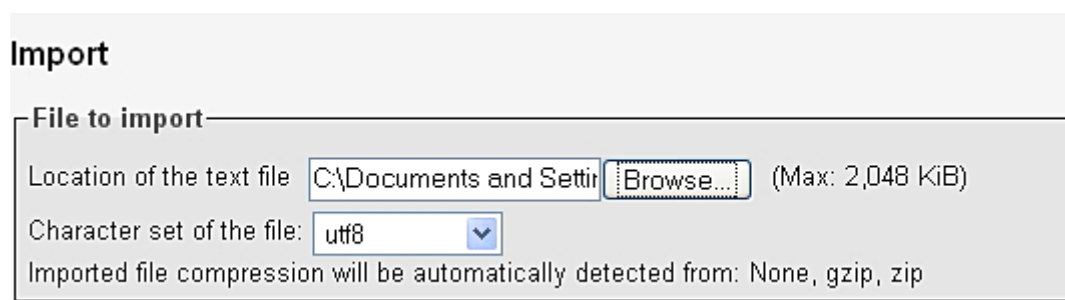 Import
File to import
Location of the text file C:\Documents and Settin Browse... (Max: 2,048 KiB)
Character set of the file: utf8
Imported file compression will be automatically detected from: None, gzip, zip